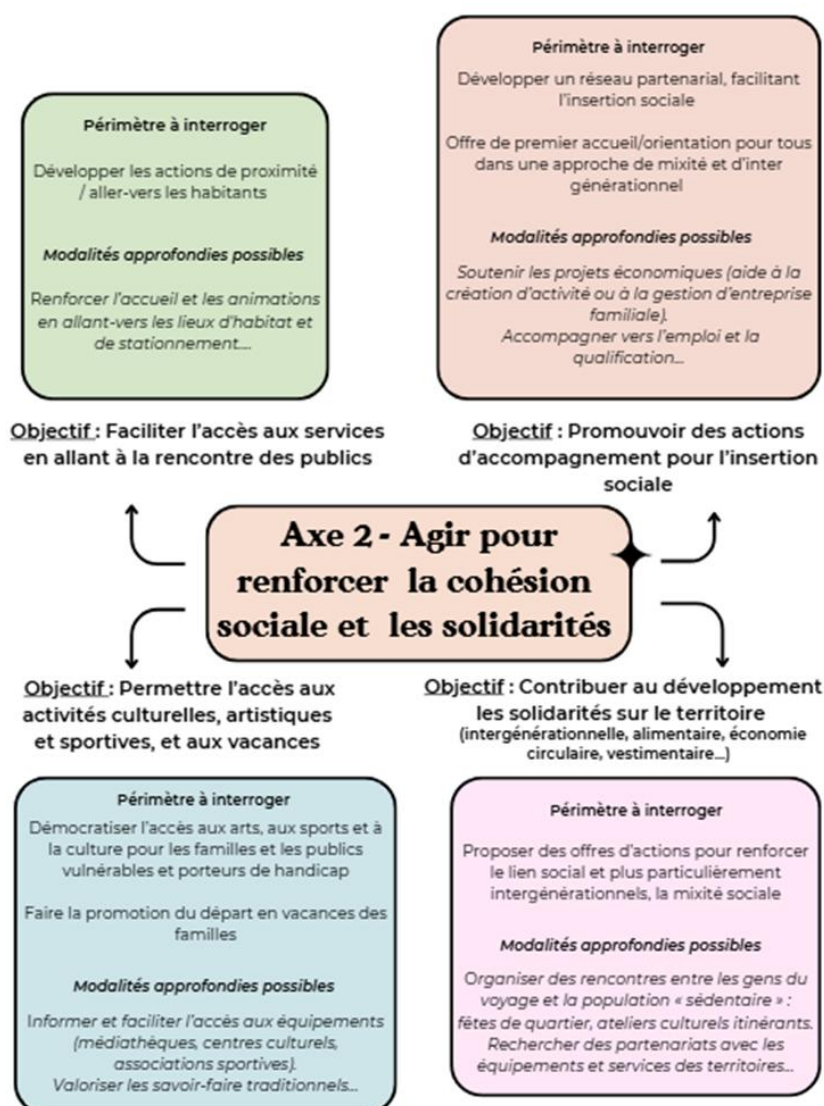 Périmètre à interroger
Développer les actions de proximité
/ aller-vers les habitants
Modalités approfondies possibles
Renforcer l'accueil et les animations
en allant-vers les lieux d'habitat et
de stationnement....
Objectif : Faciliter l'accès aux services
en allant à la rencontre des publics
Périmètre à interroger
Développer un réseau partenarial, facilitant
l'insertion sociale
Offre de premier accueil/orientation pour tous
dans une approche de mixité et d'inter
générationnel
Modalités approfondies possibles
Soutenir les projets économiques (aide à la
création d'activité ou à la gestion d'entreprise
familiale).
Accompagner vers l'emploi et la
qualification...
Objectif : Promouvoir des actions
d'accompagnement pour l'insertion
sociale
Axe 2 - Agir pour
renforcer la cohésion
sociale et les solidarités
Objectif : Permettre l'accès aux
activités culturelles, artistiques
et sportives, et aux vacances
Périmètre à interroger
Démocratiser l'accès aux arts, aux sports et à
la culture pour les familles et les publics
vulnérables et porteurs de handicap
Faire la promotion du départ en vacances des
familles
Modalités approfondies possibles
Informer et faciliter l'accès aux équipements
(médiathèques, centres culturels,
associations sportives).
Valoriser les savoir-faire traditionnels...
Objectif : Contribuer au développement
les solidarités sur le territoire
(intergénérationnelle, alimentaire, économie
circulaire, vestimentaire...)
Périmètre à interroger
Proposer des offres d'actions pour renforcer
le lien social et plus particulièrement
intergénérationnels, la mixité sociale
Modalités approfondies possibles
Organiser des rencontres entre les gens du
voyage et la population « sédentaire » :
fêtes de quartier, ateliers culturels itinérants.
Rechercher des partenariats avec les
équipements et services des territoires...